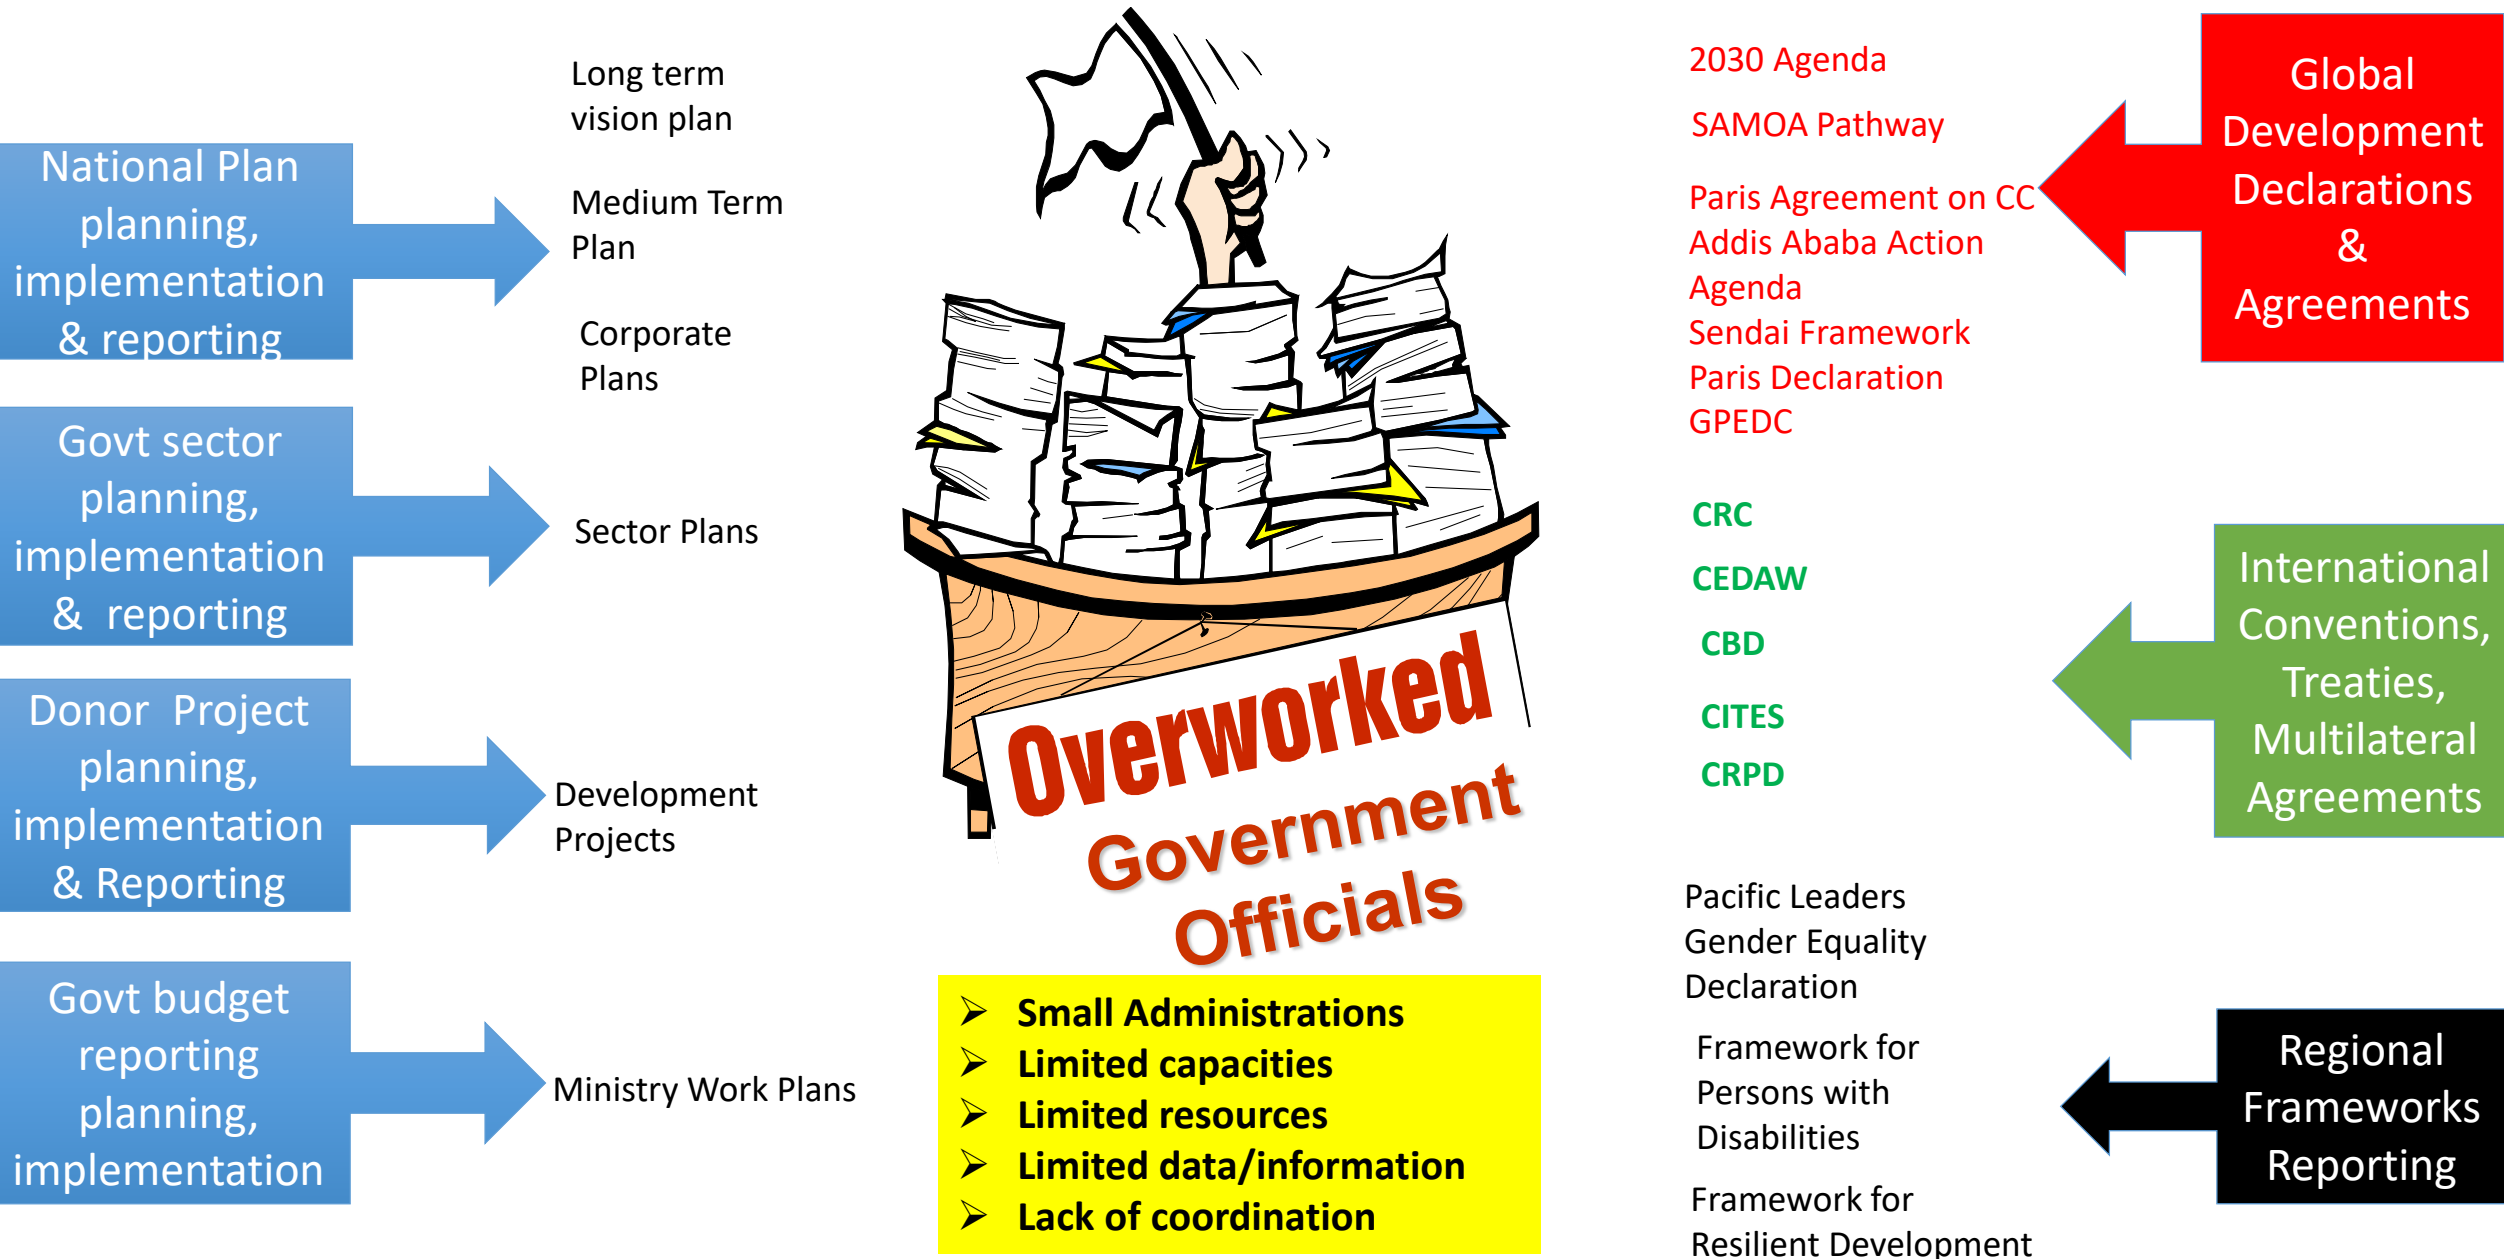 National Plan
planning,
implementation
& reporting
Long term
vision plan
Medium Term
Plan
Corporate
Plans
Govt sector
planning,
implementation
&  reporting
Sector Plans
Donor  Project
planning,
implementation
& Reporting
Development
Projects
Govt budget
reporting
planning,
implementation
Ministry Work Plans
Overworked
Government
Officials
➢ Small Administrations
➢ Limited capacities
➢ Limited resources
➢ Limited data/information
➢ Lack of coordination
2030 Agenda
SAMOA Pathway
Paris Agreement on CC
Addis Ababa Action
Agenda
Sendai Framework
Paris Declaration
GPEDC
Global
Development
Declarations
&
Agreements
CRC
CEDAW
CBD
CITES
CRPD
International
Conventions,
Treaties,
Multilateral
Agreements
Pacific Leaders
Gender Equality
Declaration
Framework for
Persons with
Disabilities
Framework for
Resilient Development
Regional
Frameworks
Reporting